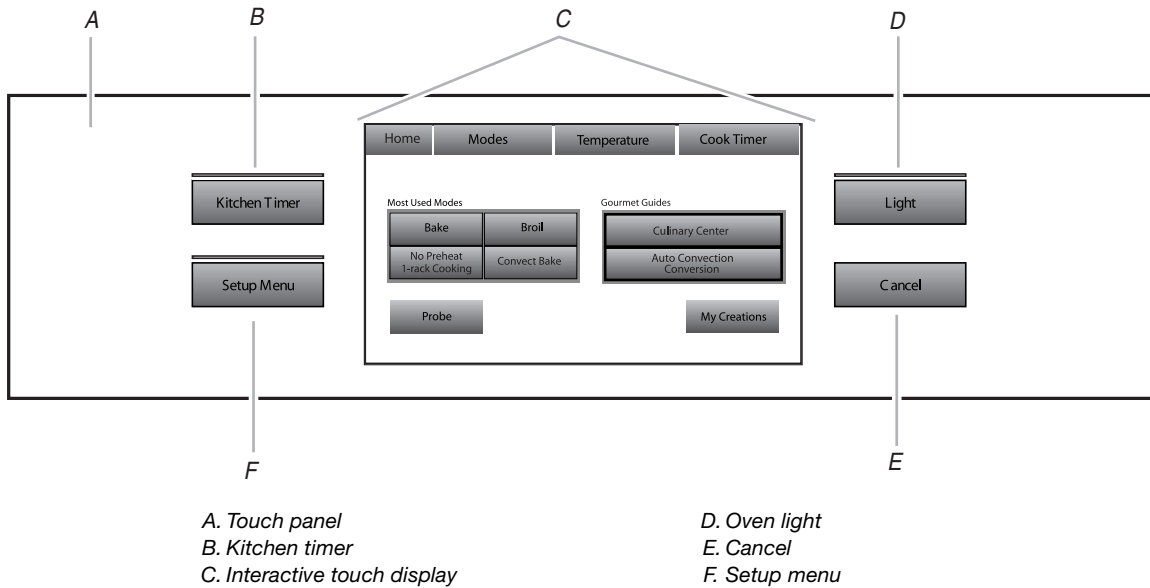 A
B
C
D
Home
Modes
Temperature
Cook Timer
Kitchen Timer
Light
Most Used Modes
Gourmet Guides
Bake
Broil
Culinary Center
No Preheat
1-rack Cooking
Convect Bake
Auto Convection
Conversion
Setup Menu
Cancel
Probe
My Creations
F
E
A. Touch panel
B. Kitchen timer
C. Interactive touch display
D. Oven light
E. Cancel
F. Setup menu